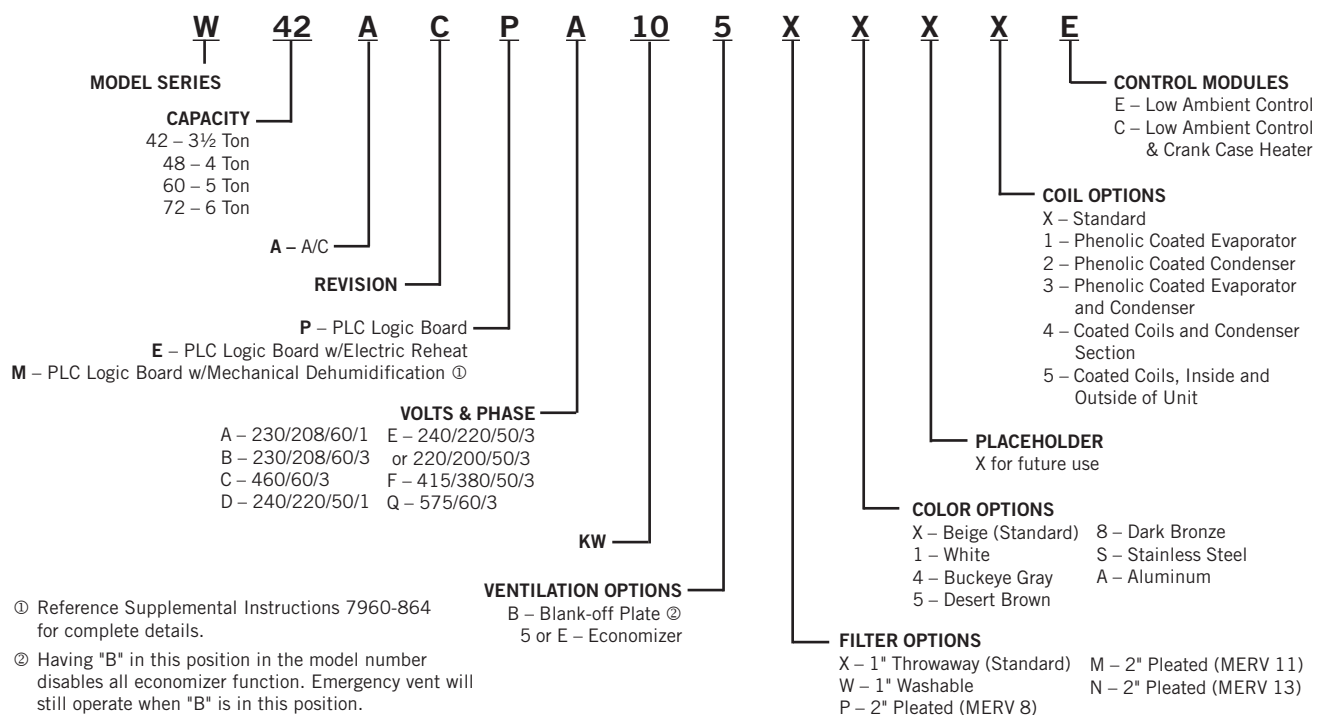 W 42 A C P A 10 5 X X X X E
MODEL SERIES
CAPACITY
42 – 3½ Ton
48 – 4 Ton
60 – 5 Ton
72 – 6 Ton
A – A/C
REVISION
P – PLC Logic Board
E – PLC Logic Board w/Electric Reheat
M – PLC Logic Board w/Mechanical Dehumidification ①
VOLTS & PHASE
A – 230/208/60/1 E – 240/220/50/3
B – 230/208/60/3 or 220/200/50/3
C – 460/60/3 F – 415/380/50/3
D – 240/220/50/1 Q – 575/60/3
KW
VENTILATION OPTIONS
B – Blank-off Plate ②
5 or E – Economizer
① Reference Supplemental Instructions 7960-864
for complete details.
② Having "B" in this position in the model number
disables all economizer function. Emergency vent will
still operate when "B" is in this position.
CONTROL MODULES
E – Low Ambient Control
C – Low Ambient Control
& Crank Case Heater
COIL OPTIONS
X – Standard
1 – Phenolic Coated Evaporator
2 – Phenolic Coated Condenser
3 – Phenolic Coated Evaporator
and Condenser
4 – Coated Coils and Condenser
Section
5 – Coated Coils, Inside and
Outside of Unit
PLACEHOLDER
X for future use
COLOR OPTIONS
X – Beige (Standard) 8 – Dark Bronze
1 – White S – Stainless Steel
4 – Buckeye Gray A – Aluminum
5 – Desert Brown
FILTER OPTIONS
X – 1" Throwaway (Standard) M – 2" Pleated (MERV 11)
W – 1" Washable N – 2" Pleated (MERV 13)
P – 2" Pleated (MERV 8)